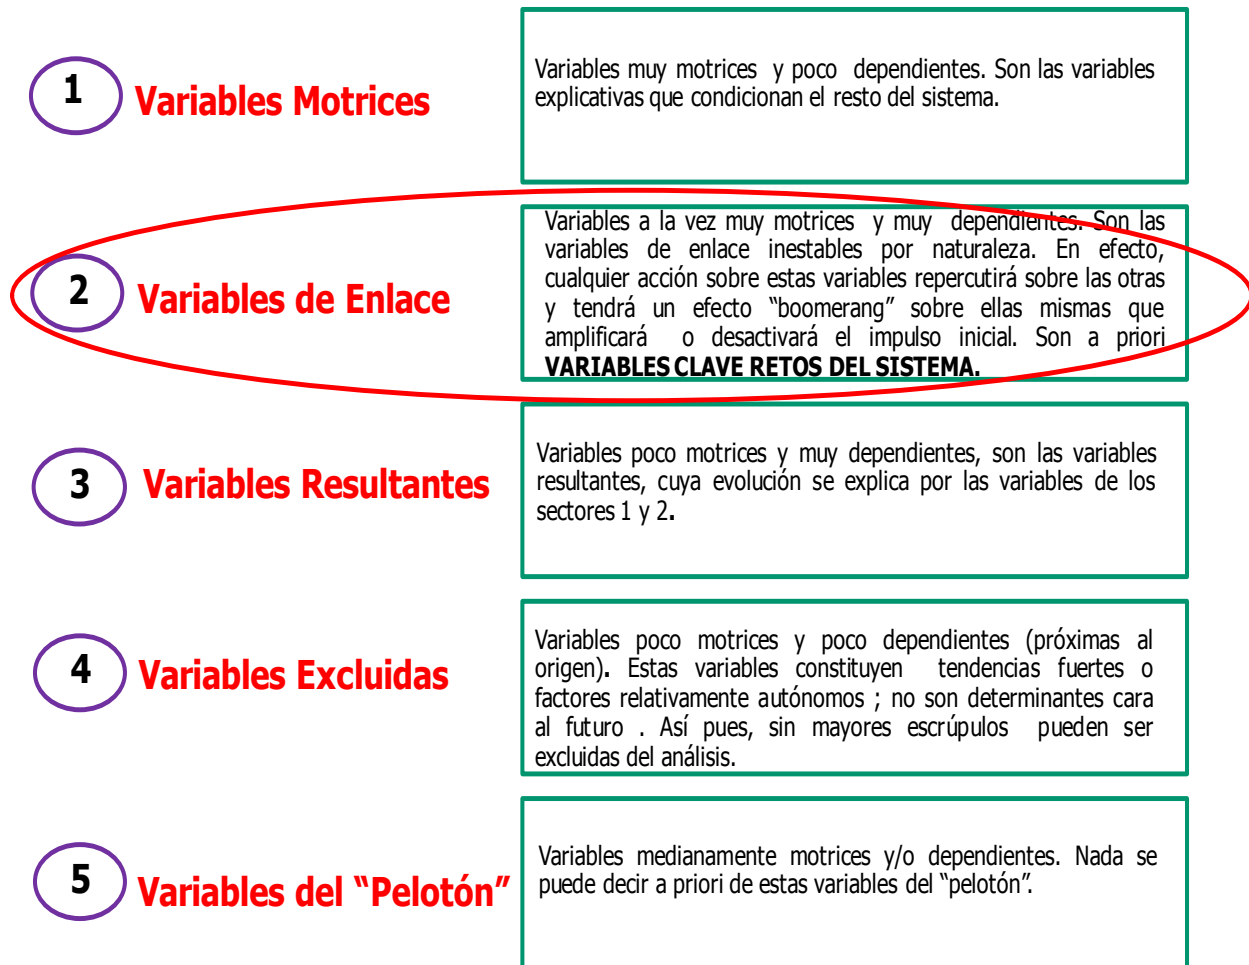 1
Variables Motrices
Variables muy motrices y poco dependientes. Son las variables
explicativas que condicionan el resto del sistema.
2
Variables de Enlace
Variables a la vez muy motrices y muy dependientes. Son las
variables de enlace inestables por naturaleza. En efecto,
cualquier acción sobre estas variables repercutirá sobre las otras
y tendrá un efecto “boomerang” sobre ellas mismas que
amplificará o desactivará el impulso inicial. Son a priori
VARIABLES CLAVE RETOS DEL SISTEMA.
3
Variables Resultantes
Variables poco motrices y muy dependientes, son las variables
resultantes, cuya evolución se explica por las variables de los
sectores 1 y 2.
4
Variables Excluidas
Variables poco motrices y poco dependientes (próximas al
origen). Estas variables constituyen tendencias fuertes o
factores relativamente autónomos ; no son determinantes cara
al futuro . Así pues, sin mayores escrúpulos pueden ser
excluidas del análisis.
5
Variables del “Pelotón”
Variables medianamente motrices y/o dependientes. Nada se
puede decir a priori de estas variables del “pelotón”.